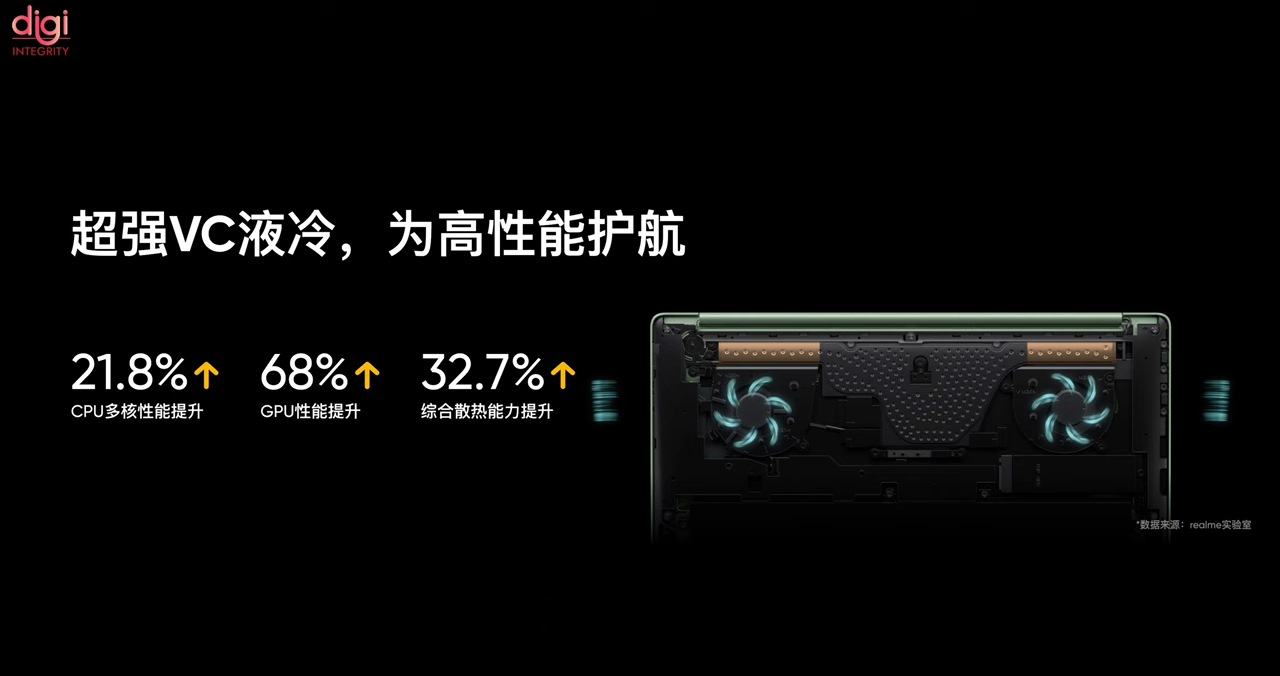 digi
INTEGRITY
超强VC液冷，为高性能护航
21.8%↑ 68%↑ 32.7%↑
CPU多核性能提升 GPU性能提升 综合散热能力提升
*数据来源：realme实验室